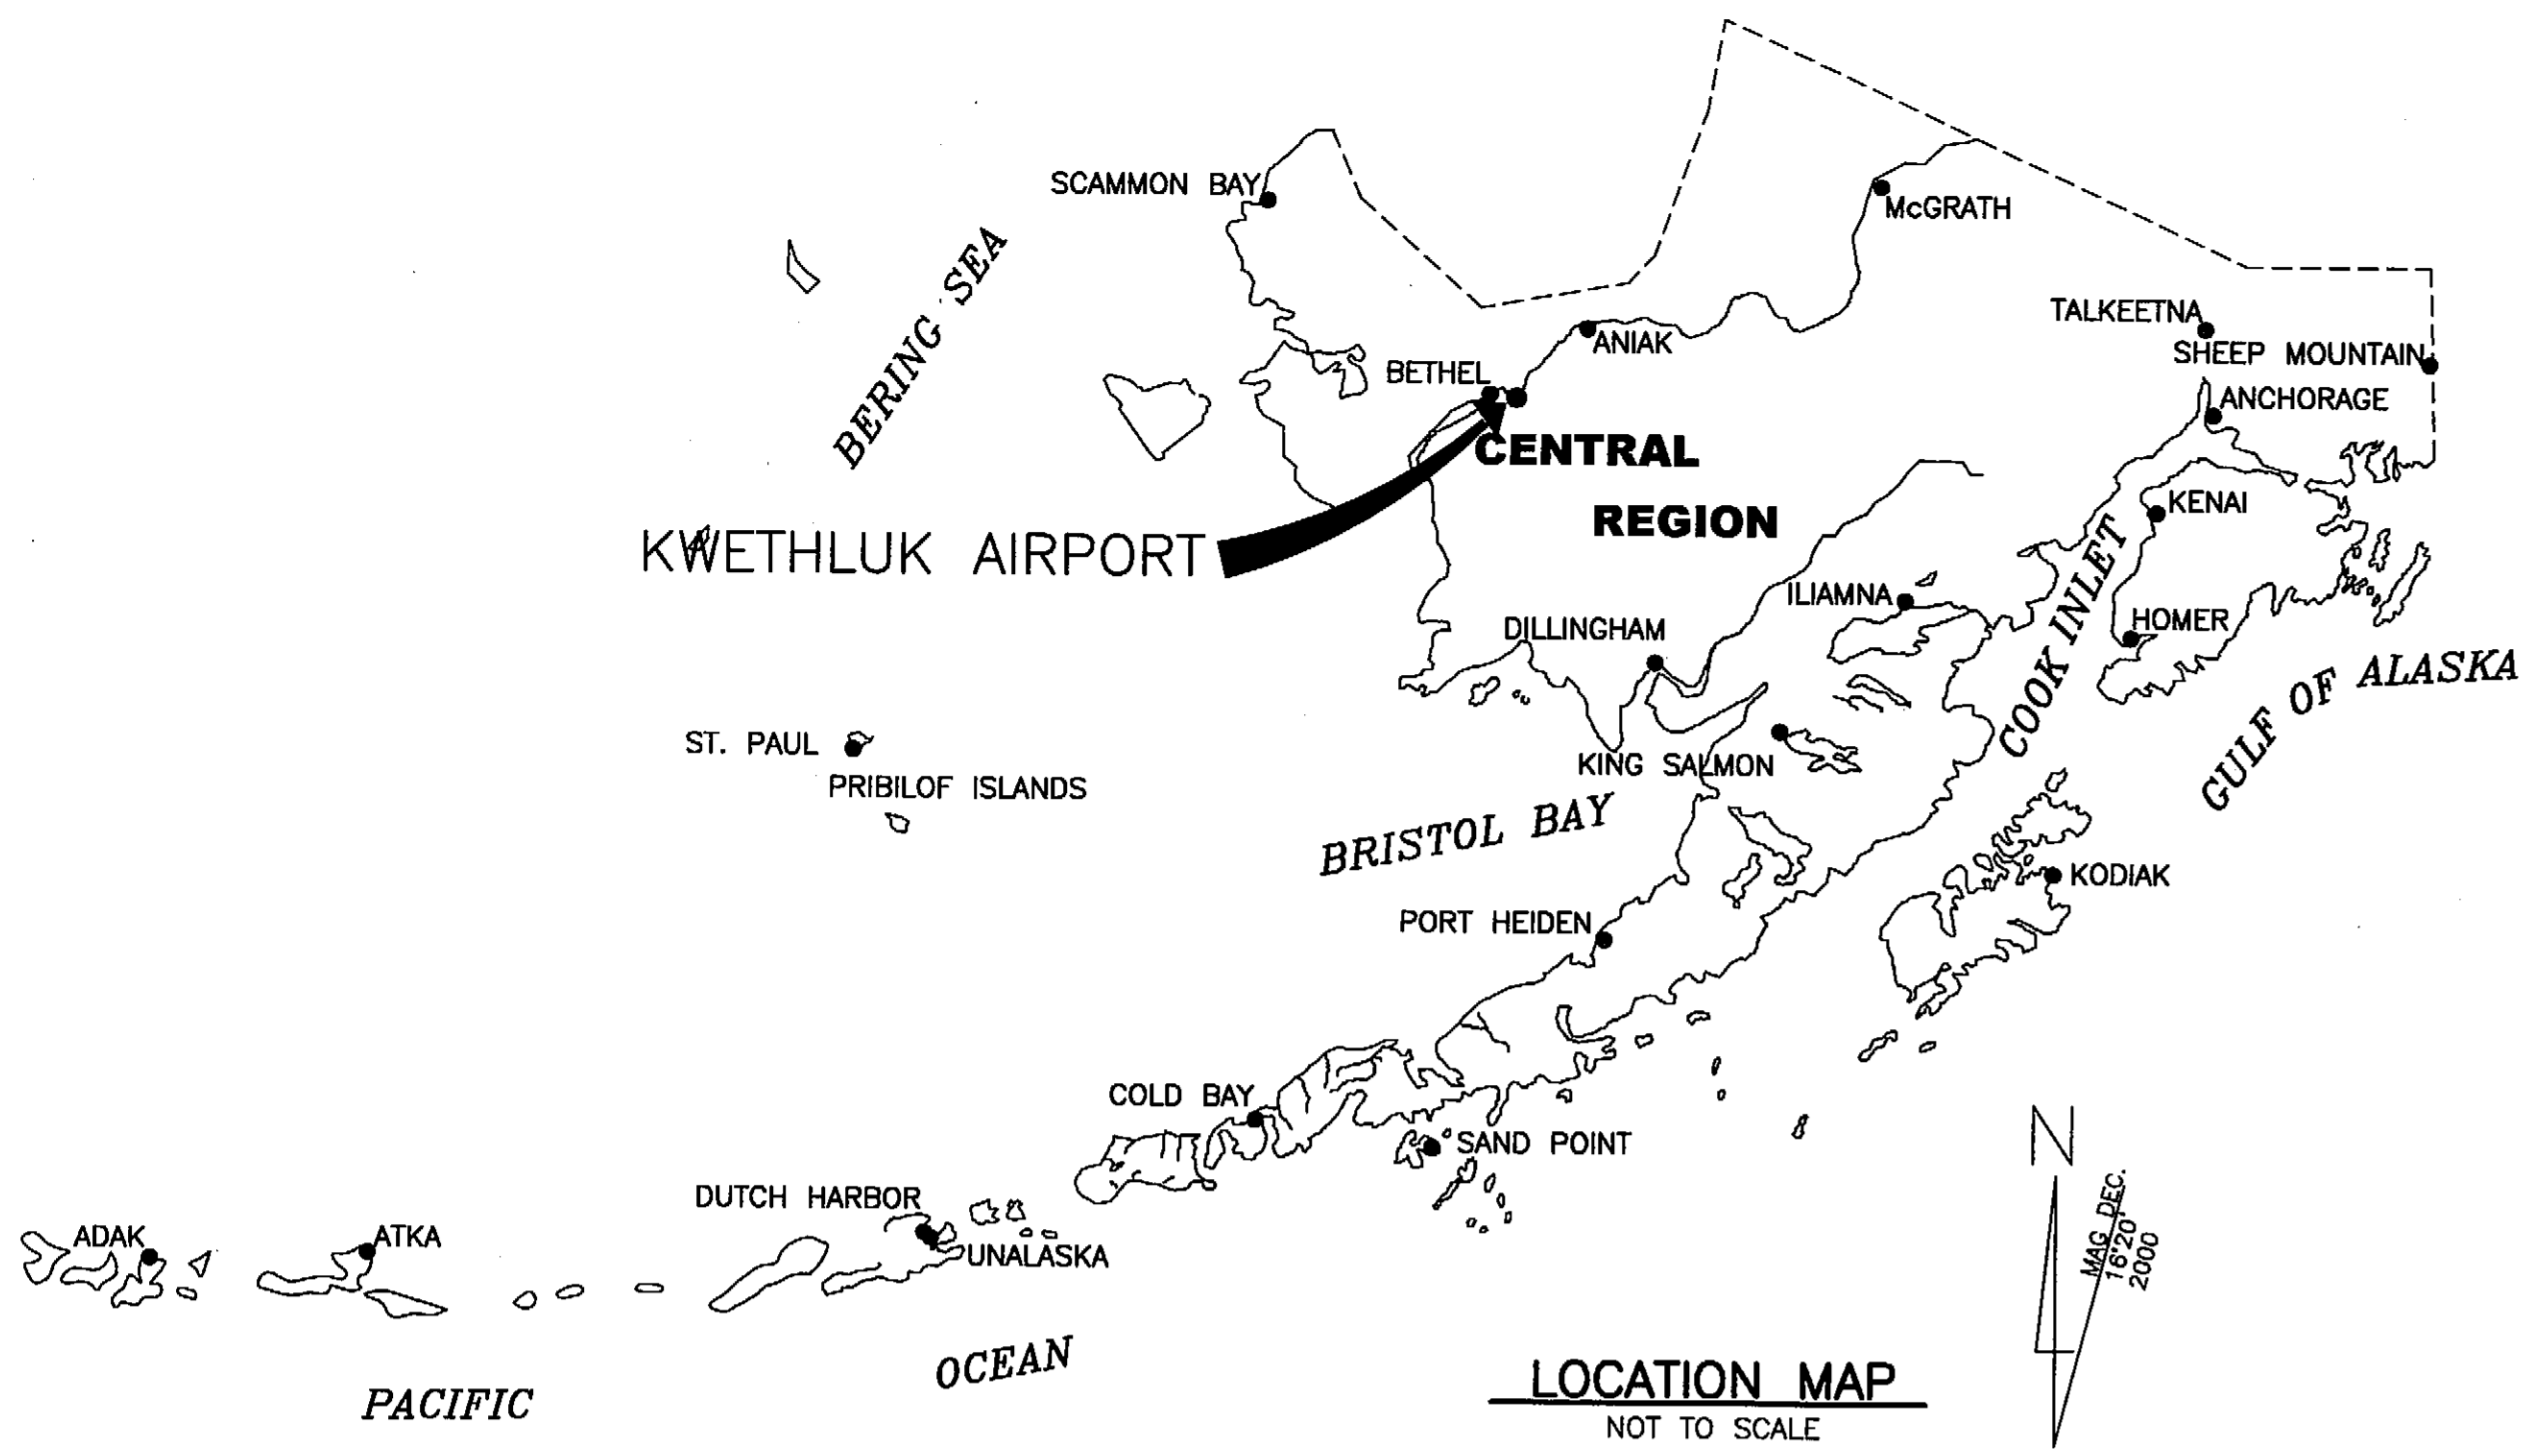 SCAMMON BAY
McGRATH
BERING SEA
TALKEETNA
ANIAK
SHEEP MOUNTAIN
BETHEL
ANCHORAGE
CENTRAL
REGION
KENAI
KWETHLUK AIRPORT
ILIAMNA
COOK INLET
DILLINGHAM
HOMER
GULF OF ALASKA
ST. PAUL
KING SALMON
PRIBILOF ISLANDS
BRISTOL BAY
KODIAK
PORT HEIDEN
COLD BAY
SAND POINT
N
MAG DEC.
16°20'
2000
DUTCH HARBOR
ADAK
ATKA
UNALASKA
PACIFIC
OCEAN
LOCATION MAP
NOT TO SCALE